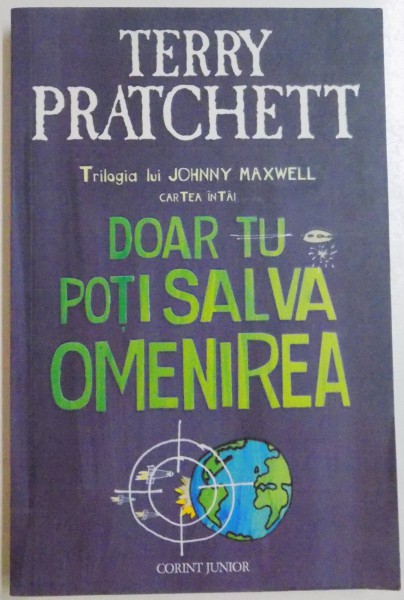 TERRY
PRATCHETT
Trilogia lui JOHNNY MAXWELL
CARTEA ÎNTÂI
DOAR TU
POȚI SALVA
OMENIREA
CORINT JUNIOR